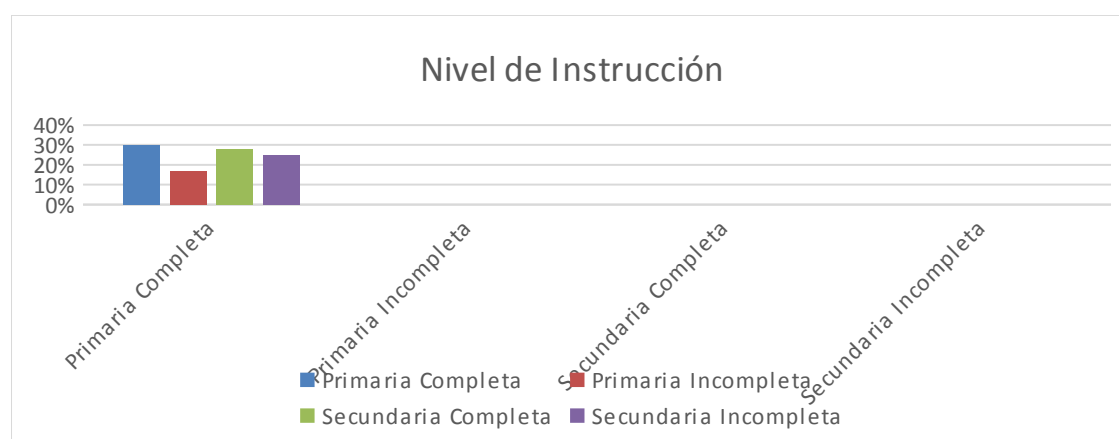 Nivel de Instrucción
40%
30%
20%
10%
0%
Primaria Completa
Primaria Incompleta
Secundaria Completa
Secundaria Incompleta
Primaria Completa
Primaria Incompleta
Secundaria Completa
Secundaria Incompleta